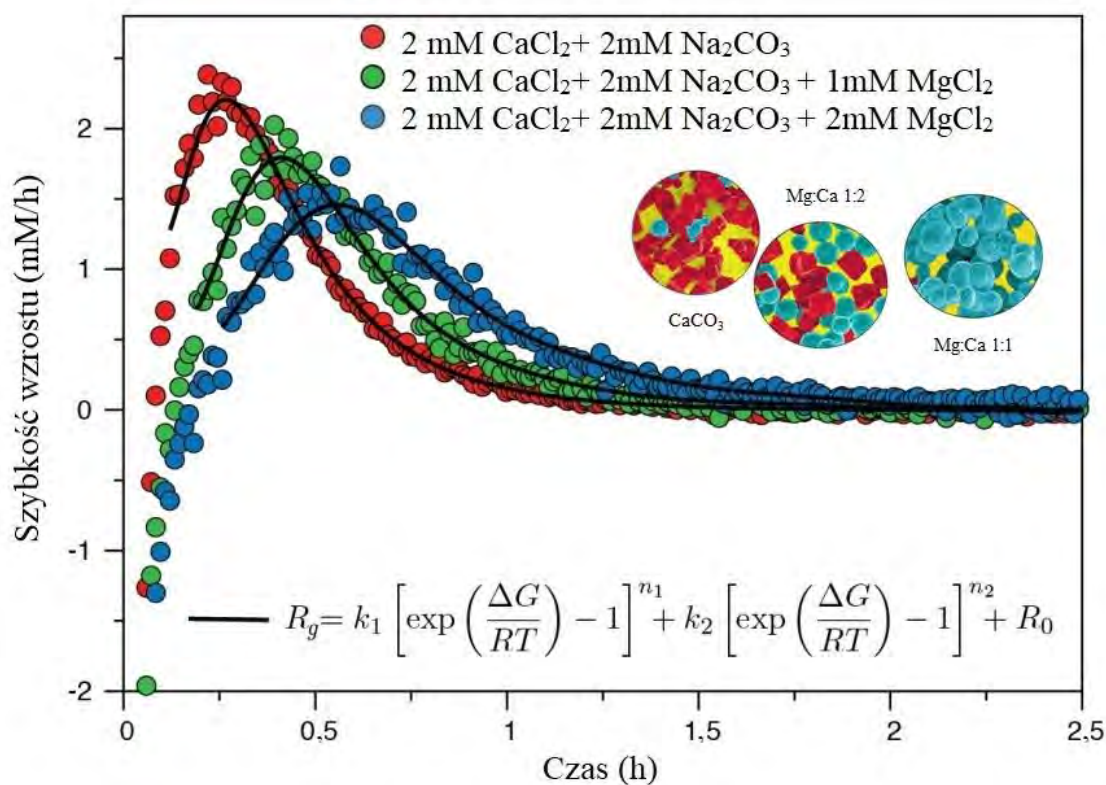 2 mM CaCl₂+ 2mM Na₂CO₃
2 mM CaCl₂+ 2mM Na₂CO₃ + 1mM MgCl₂
2 mM CaCl₂+ 2mM Na₂CO₃ + 2mM MgCl₂
Mg:Ca 1:2
CaCO₃
Mg:Ca 1:1
Szybkość wzrostu (mM/h)
2
1
0
-1
-2
R_g= k₁ [exp (ΔG/RT) − 1]^n₁ + k₂ [exp (ΔG/RT) − 1]^n₂ + R₀
0 0,5 1 1,5 2 2,5
Czas (h)